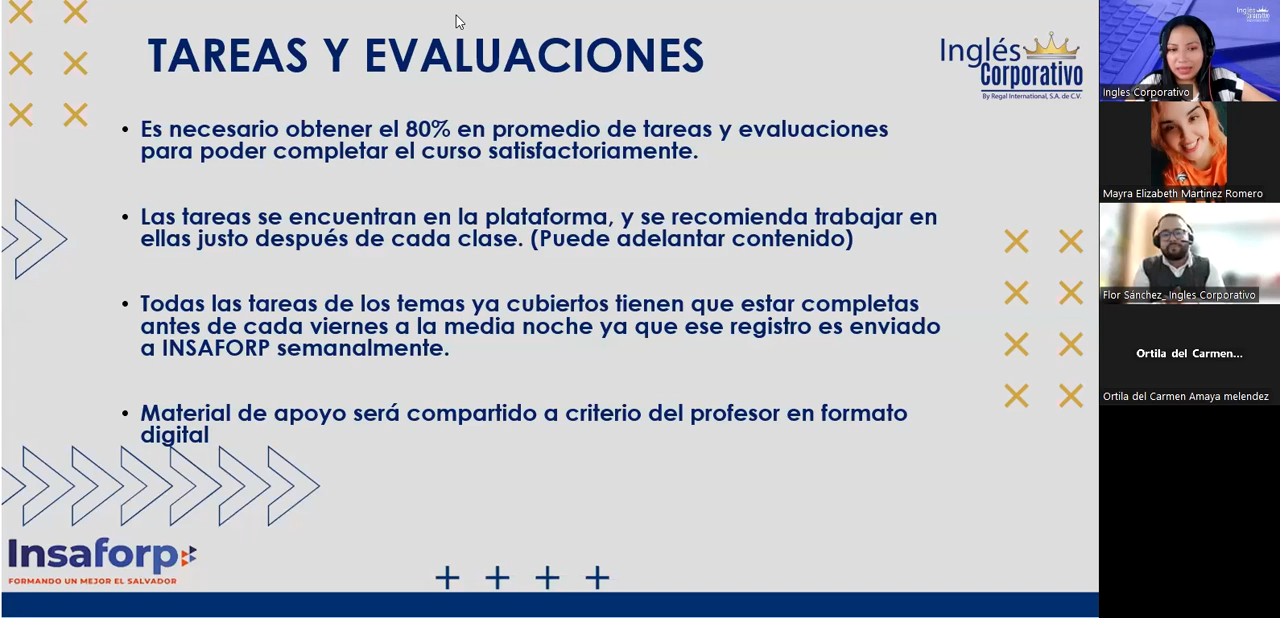 TAREAS Y EVALUACIONES
Inglés
Corporativo
By Regal International, S.A. de C.V.
• Es necesario obtener el 80% en promedio de tareas y evaluaciones
para poder completar el curso satisfactoriamente.
• Las tareas se encuentran en la plataforma, y se recomienda trabajar en
ellas justo después de cada clase. (Puede adelantar contenido)
• Todas las tareas de los temas ya cubiertos tienen que estar completas
antes de cada viernes a la media noche ya que ese registro es enviado
a INSAFORP semanalmente.
• Material de apoyo será compartido a criterio del profesor en formato
digital
Insaforp
FORMANDO UN MEJOR EL SALVADOR
Ingles Corporativo
Mayra Elizabeth Martinez Romero
Flor Sánchez_ Ingles Corporativo
Ortila del Carmen...
Ortila del Carmen Amaya melendez